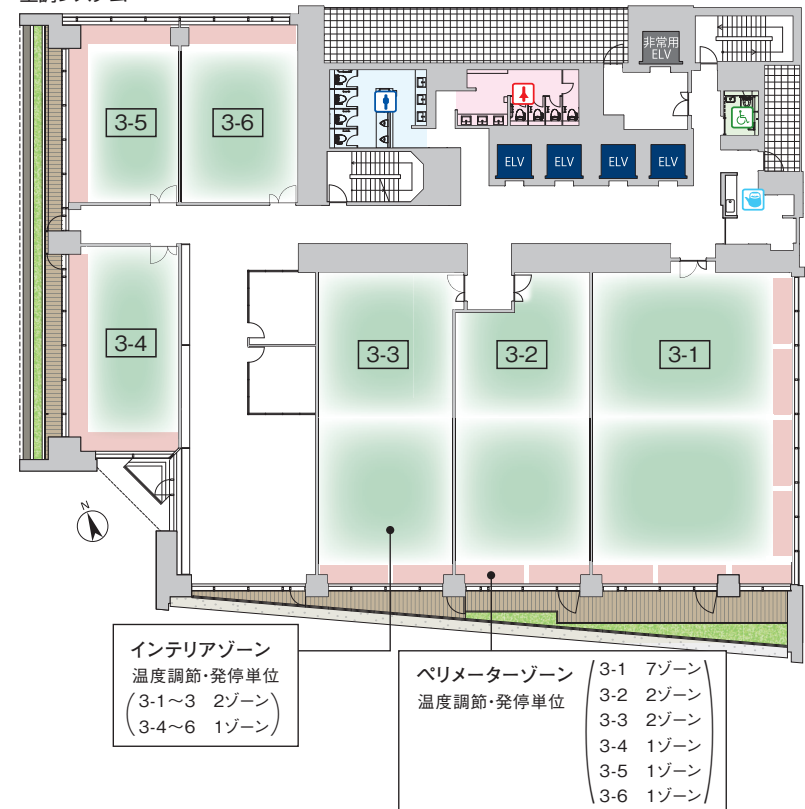 非常用
ELV
3-5
3-6
ELV
ELV
ELV
ELV
3-4
3-3
3-2
3-1
N
インテリアゾーン
温度調節・発停単位
(3-1～3 2ゾーン
3-4～6 1ゾーン)
ペリメーターゾーン
温度調節・発停単位
(3-1 7ゾーン
3-2 2ゾーン
3-3 2ゾーン
3-4 1ゾーン
3-5 1ゾーン
3-6 1ゾーン)